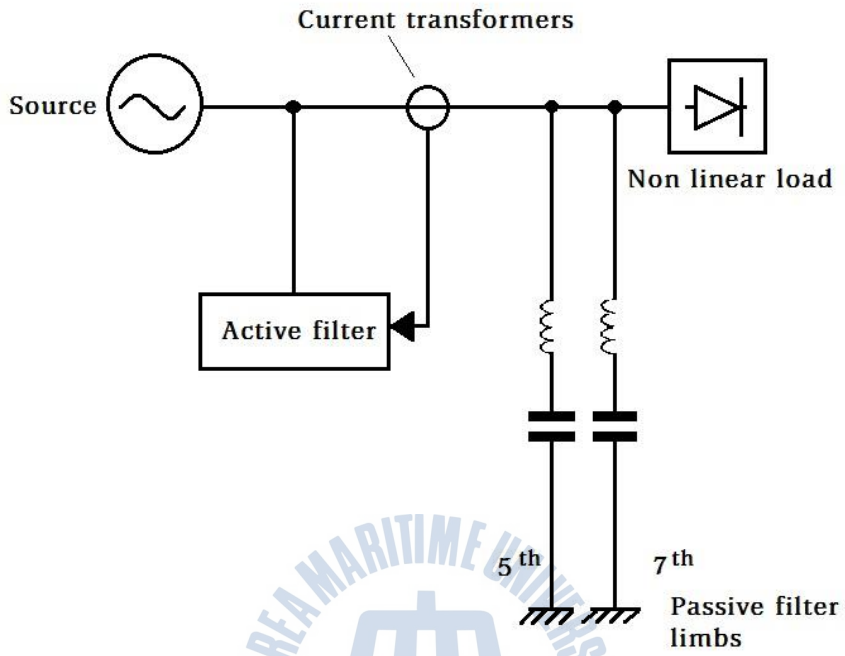 Current transformers
Source
Non linear load
Active filter
5 th
7 th
Passive filter
limbs